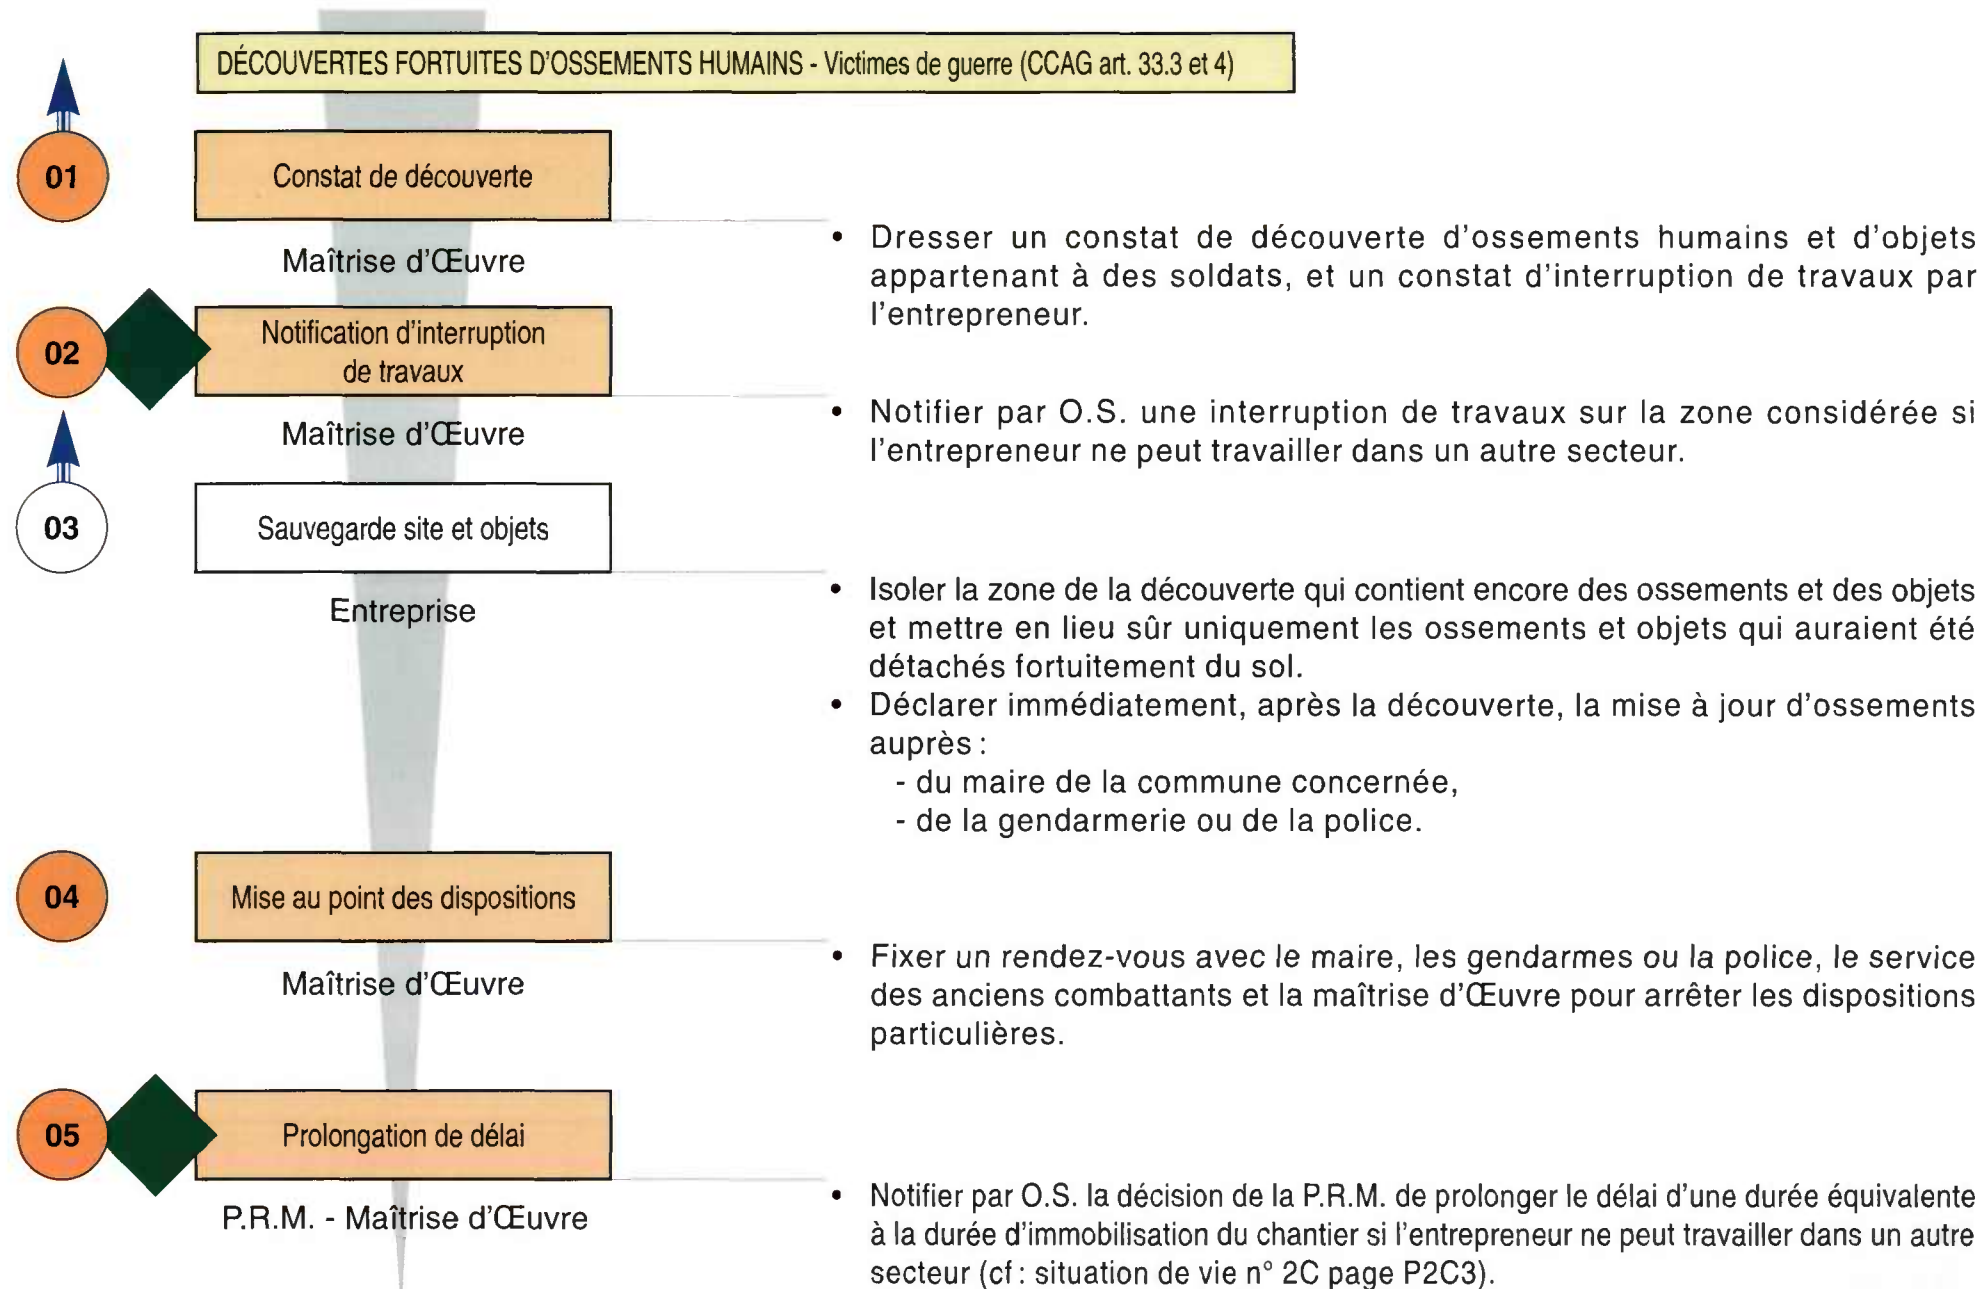 DÉCOUVERTES FORTUITES D'OSSEMENTS HUMAINS - Victimes de guerre (CCAG art. 33.3 et 4)
01
Constat de découverte
Maîtrise d'Œuvre
• Dresser un constat de découverte d'ossements humains et d'objets
appartenant à des soldats, et un constat d'interruption de travaux par
l'entrepreneur.
02
Notification d'interruption
de travaux
Maîtrise d'Œuvre
• Notifier par O.S. une interruption de travaux sur la zone considérée si
l'entrepreneur ne peut travailler dans un autre secteur.
03
Sauvegarde site et objets
Entreprise
• Isoler la zone de la découverte qui contient encore des ossements et des objets
et mettre en lieu sûr uniquement les ossements et objets qui auraient été
détachés fortuitement du sol.
• Déclarer immédiatement, après la découverte, la mise à jour d'ossements
auprès :
- du maire de la commune concernée,
- de la gendarmerie ou de la police.
04
Mise au point des dispositions
Maîtrise d'Œuvre
• Fixer un rendez-vous avec le maire, les gendarmes ou la police, le service
des anciens combattants et la maîtrise d'Œuvre pour arrêter les dispositions
particulières.
05
Prolongation de délai
P.R.M. - Maîtrise d'Œuvre
• Notifier par O.S. la décision de la P.R.M. de prolonger le délai d'une durée équivalente
à la durée d'immobilisation du chantier si l'entrepreneur ne peut travailler dans un autre
secteur (cf : situation de vie n° 2C page P2C3).